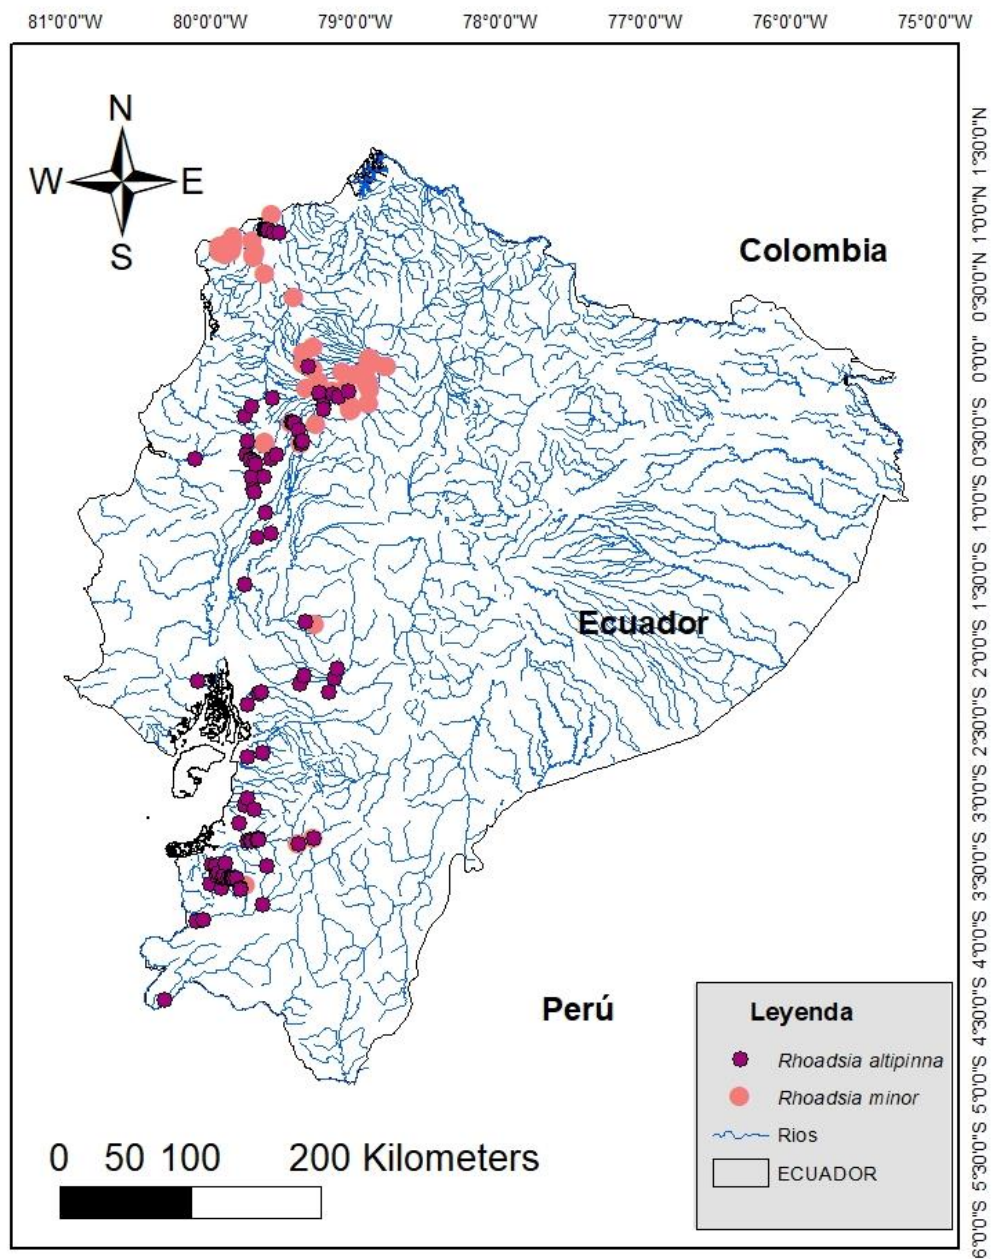 81°0'0"W 80°0'0"W 79°0'0"W 78°0'0"W 77°0'0"W 76°0'0"W 75°0'0"W
N
W E
S
Colombia
Ecuador
Perú
Leyenda
Rhoadsia altipinna
Rhoadsia minor
Rios
ECUADOR
0 50 100 200 Kilometers
1°30'0"N
1°0'0"N
0°30'0"N
0°0'0"
0°30'0"S
1°0'0"S
1°30'0"S
2°0'0"S
2°30'0"S
3°0'0"S
3°30'0"S
4°0'0"S
4°30'0"S
5°0'0"S
5°30'0"S
6°0'0"S